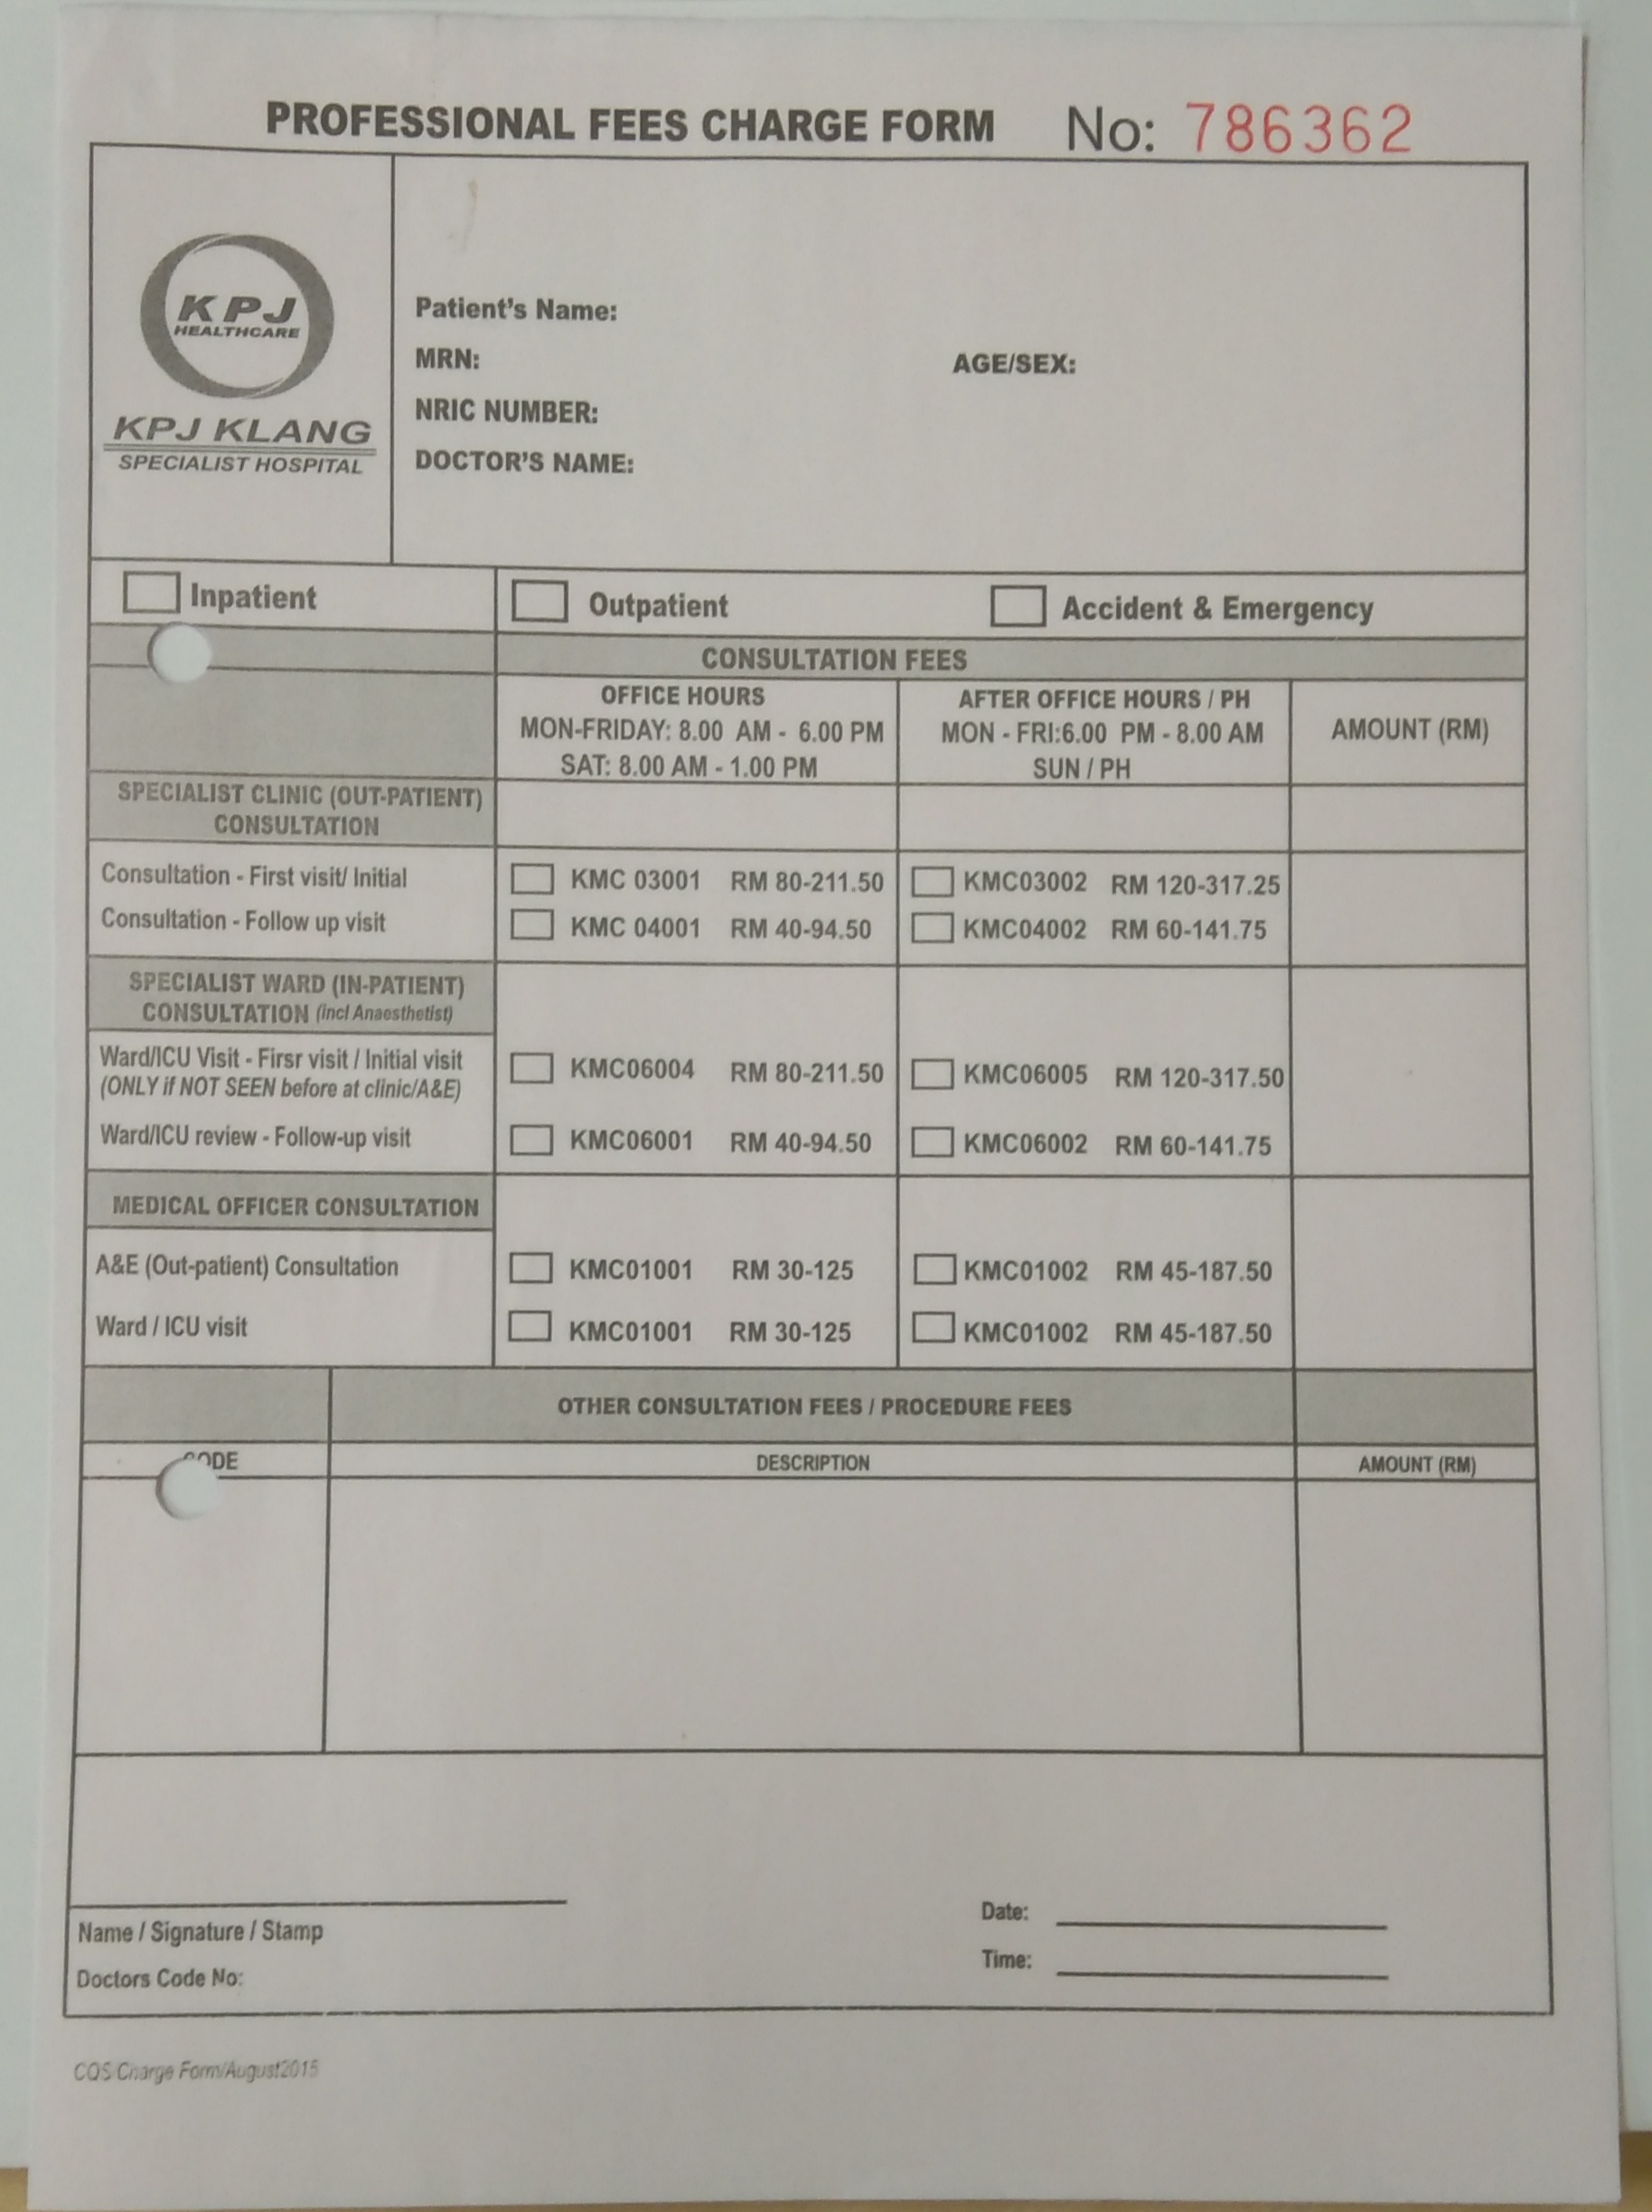 PROFESSIONAL FEES CHARGE FORM No: 786362
KPJ
HEALTHCARE
KPJ KLANG
SPECIALIST HOSPITAL
Patient's Name:
MRN: AGE/SEX:
NRIC NUMBER:
DOCTOR'S NAME:
Inpatient Outpatient Accident & Emergency
CONSULTATION FEES
OFFICE HOURS
MON-FRIDAY: 8.00 AM - 6.00 PM
SAT: 8.00 AM - 1.00 PM
AFTER OFFICE HOURS / PH
MON - FRI:6.00 PM - 8.00 AM
SUN / PH
AMOUNT (RM)
SPECIALIST CLINIC (OUT-PATIENT)
CONSULTATION
Consultation - First visit/ Initial KMC 03001 RM 80-211.50 KMC03002 RM 120-317.25
Consultation - Follow up visit KMC 04001 RM 40-94.50 KMC04002 RM 60-141.75
SPECIALIST WARD (IN-PATIENT)
CONSULTATION (incl Anaesthetist)
Ward/ICU Visit - Firsr visit / Initial visit KMC06004 RM 80-211.50 KMC06005 RM 120-317.50
(ONLY if NOT SEEN before at clinic/A&E)
Ward/ICU review - Follow-up visit KMC06001 RM 40-94.50 KMC06002 RM 60-141.75
MEDICAL OFFICER CONSULTATION
A&E (Out-patient) Consultation KMC01001 RM 30-125 KMC01002 RM 45-187.50
Ward / ICU visit KMC01001 RM 30-125 KMC01002 RM 45-187.50
OTHER CONSULTATION FEES / PROCEDURE FEES
CODE DESCRIPTION AMOUNT (RM)
Name / Signature / Stamp
Doctors Code No:
Date:
Time:
CQS/Charge Form/August2015